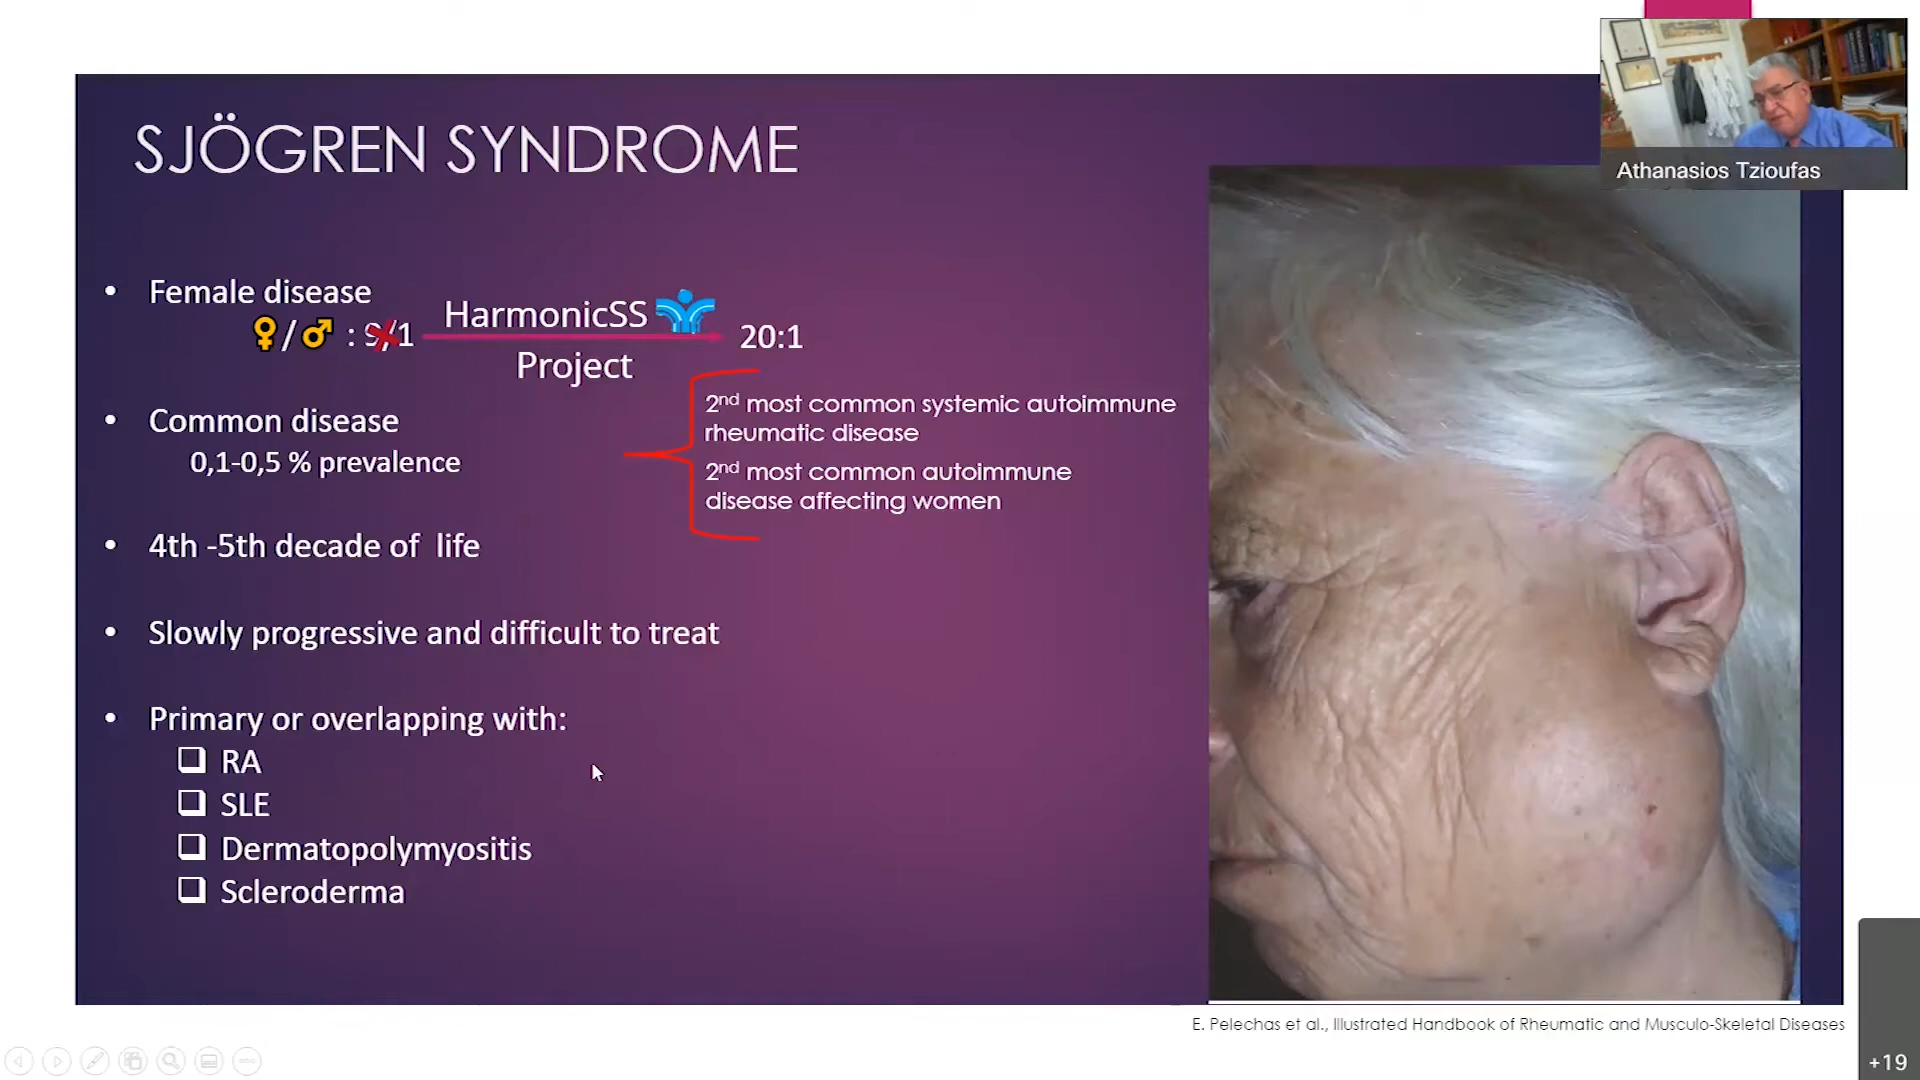 Athanasios Tzioufas
SJÖGREN SYNDROME
• Female disease
♀/♂ : 9/1
HarmonicSS
Project
20:1
• Common disease
0,1-0,5 % prevalence
2nd most common systemic autoimmune
rheumatic disease
2nd most common autoimmune
disease affecting women
• 4th -5th decade of life
• Slowly progressive and difficult to treat
• Primary or overlapping with:
❑ RA
❑ SLE
❑ Dermatopolymyositis
❑ Scleroderma
E. Pelechas et al., Illustrated Handbook of Rheumatic and Musculo-Skeletal Diseases
+19